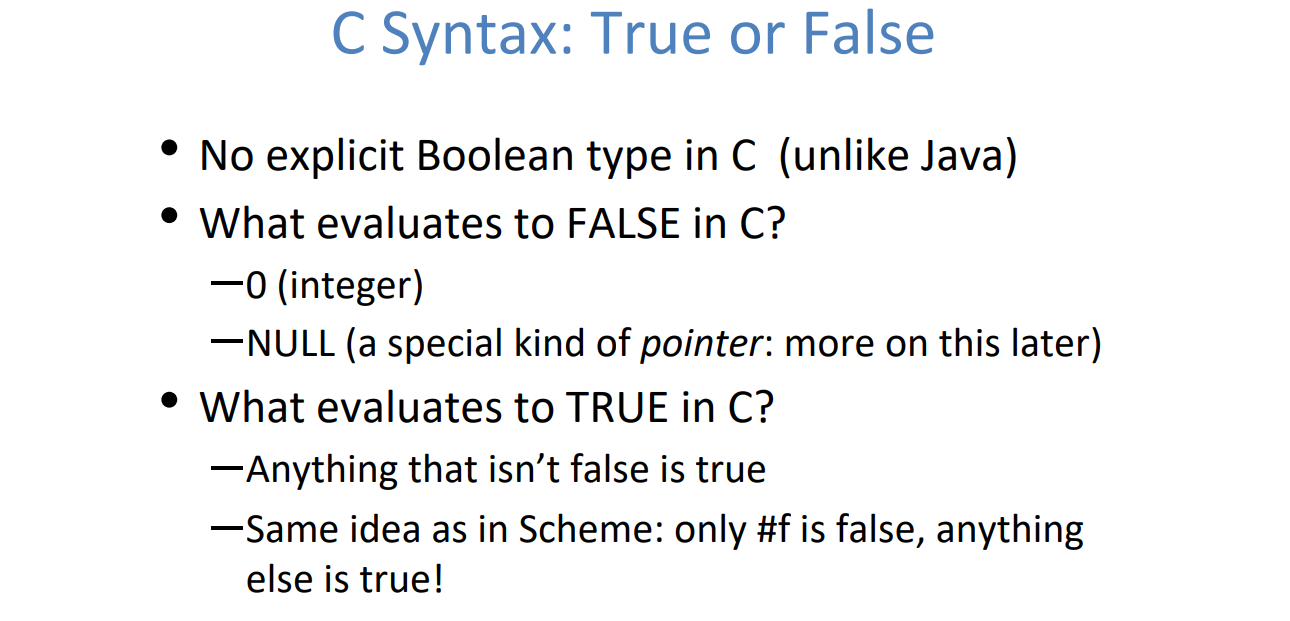 C Syntax: True or False
• No explicit Boolean type in C (unlike Java)
• What evaluates to FALSE in C?
—0 (integer)
—NULL (a special kind of pointer: more on this later)
• What evaluates to TRUE in C?
—Anything that isn’t false is true
—Same idea as in Scheme: only #f is false, anything
else is true!